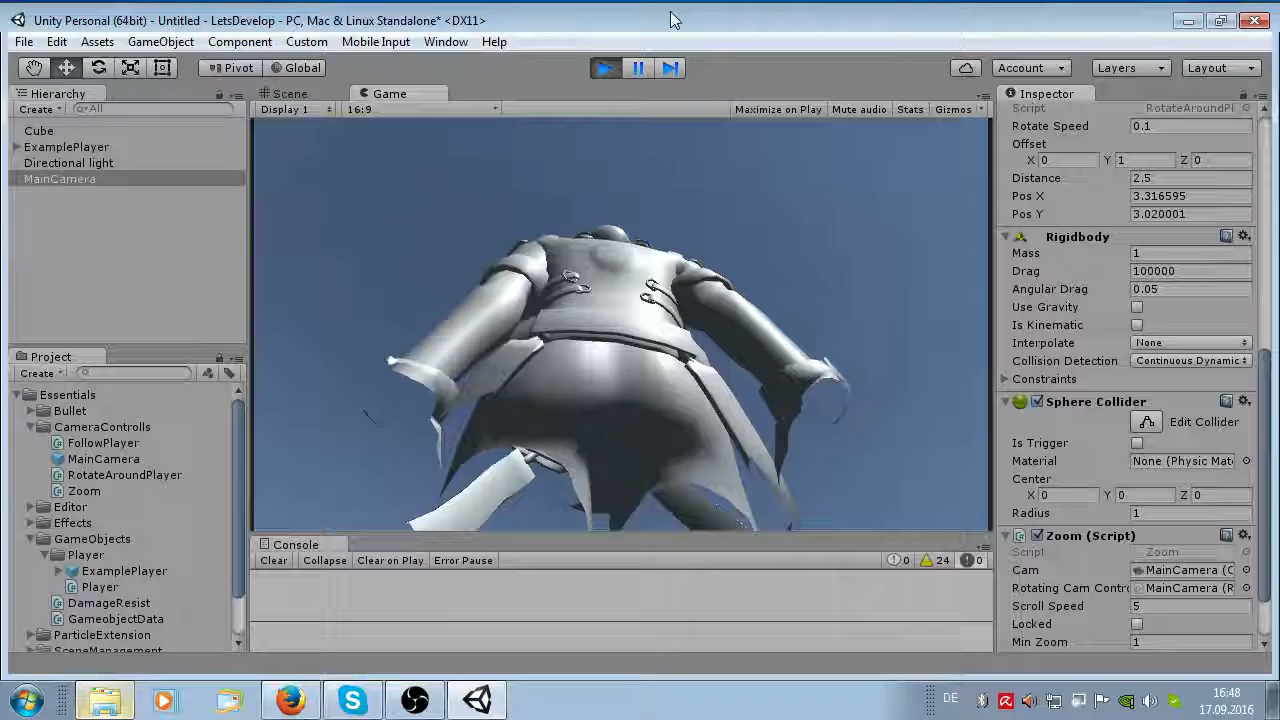 Unity Personal (64bit) - Untitled - LetsDevelop - PC, Mac & Linux Standalone* <DX11>
File Edit Assets GameObject Component Custom Mobile Input Window Help
Pivot Global Account Layers Layout
Hierarchy
Create All
Cube
ExamplePlayer
Directional light
MainCamera
Project
Create
Essentials
Bullet
CameraControlls
FollowPlayer
MainCamera
RotateAroundPlayer
Zoom
Editor
Effects
GameObjects
Player
ExamplePlayer
Player
DamageResist
GameobjectData
ParticleExtension
SceneManagement
Scene Game
Display 1 16:9 Maximize on Play Mute audio Stats Gizmos
Console
Clear Collapse Clear on Play Error Pause 0 24 0
Inspector
Script RotateAroundPl
Rotate Speed 0.1
Offset
X 0 Y 1 Z 0
Distance 2.5
Pos X 3.316595
Pos Y 3.020001
Rigidbody
Mass 1
Drag 100000
Angular Drag 0.05
Use Gravity
Is Kinematic
Interpolate None
Collision Detection Continuous Dynamic
Constraints
Sphere Collider
Edit Collider
Is Trigger
Material None (Physic Mat
Center
X 0 Y 0 Z 0
Radius 1
Zoom (Script)
Script Zoom
Cam MainCamera (C
Rotating Cam Contr MainCamera (R
Scroll Speed 5
Locked
Min Zoom 1
DE 16:48
17.09.2016